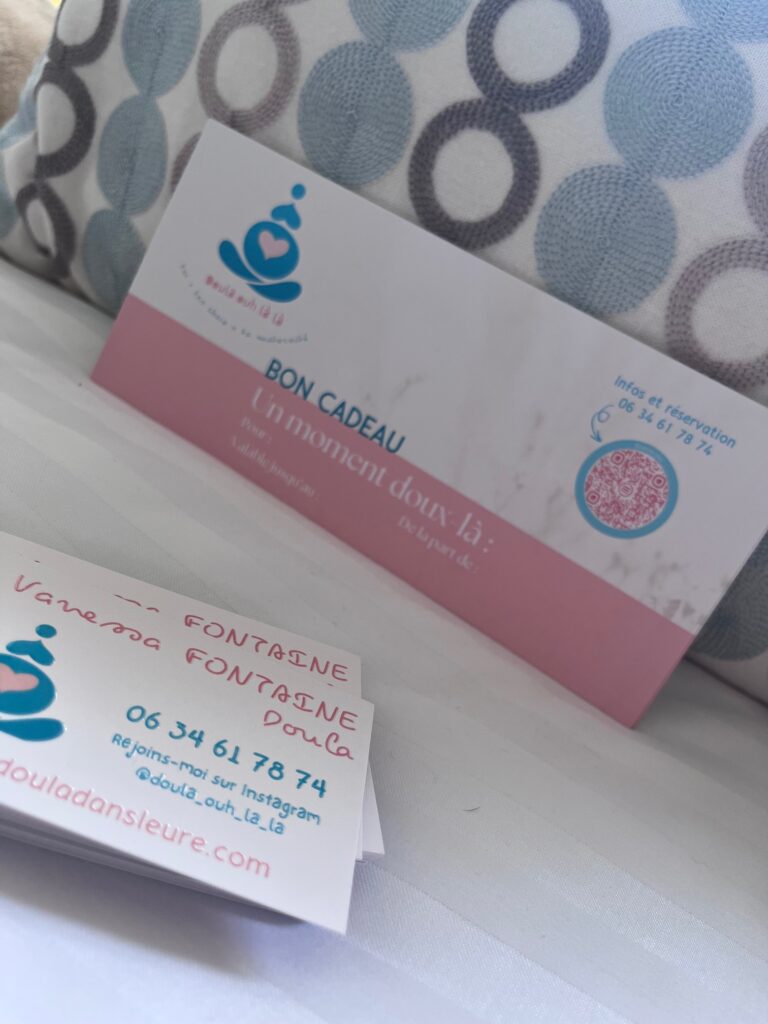 Doula ouh là là
BON CADEAU
Un moment doux là :
Pour :
Valable jusqu'au :
De la part de :
Infos et réservation
06 34 61 78 74
FONTAINE
Vanessa FONTAINE
Doula
06 34 61 78 74
Rejoins-moi sur Instagram
@doula_ouh_la_la
douladansleure.com